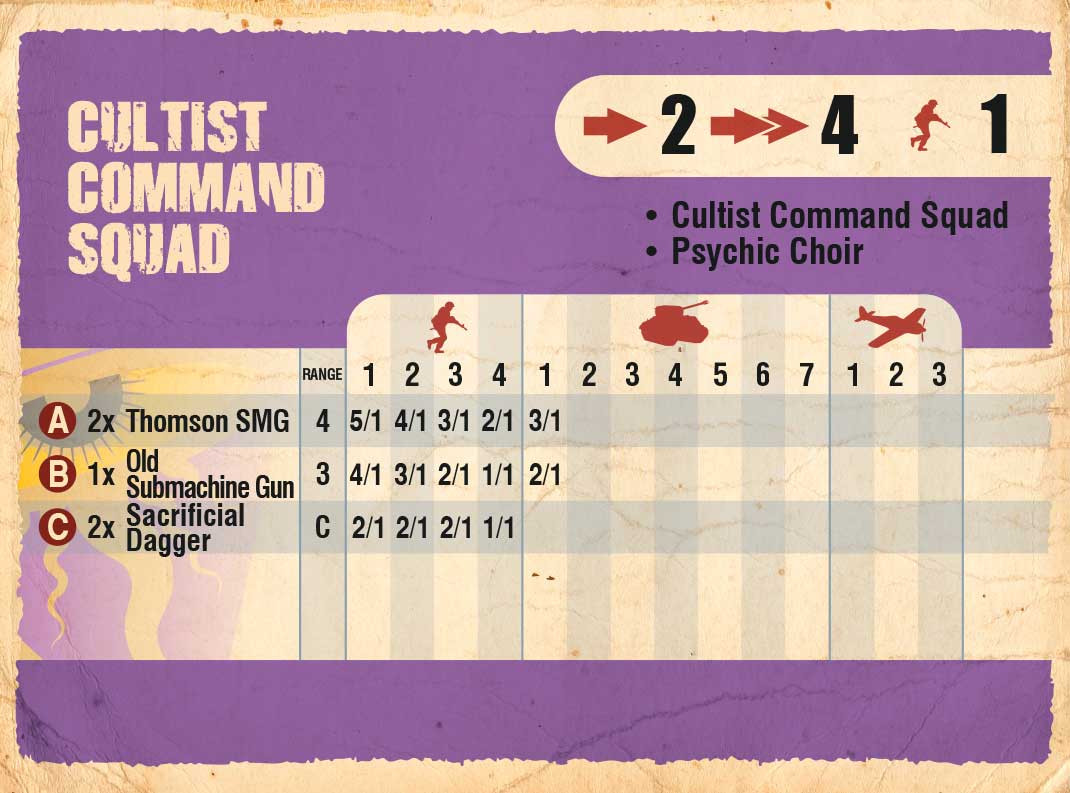 CULTIST
COMMAND
SQUAD
2 4 1
• Cultist Command Squad
• Psychic Choir
RANGE 1 2 3 4 1 2 3 4 5 6 7 1 2 3
A 2x Thomson SMG 4 5/1 4/1 3/1 2/1 3/1
B 1x Old
Submachine Gun 3 4/1 3/1 2/1 1/1 2/1
C 2x Sacrificial
Dagger C 2/1 2/1 2/1 1/1